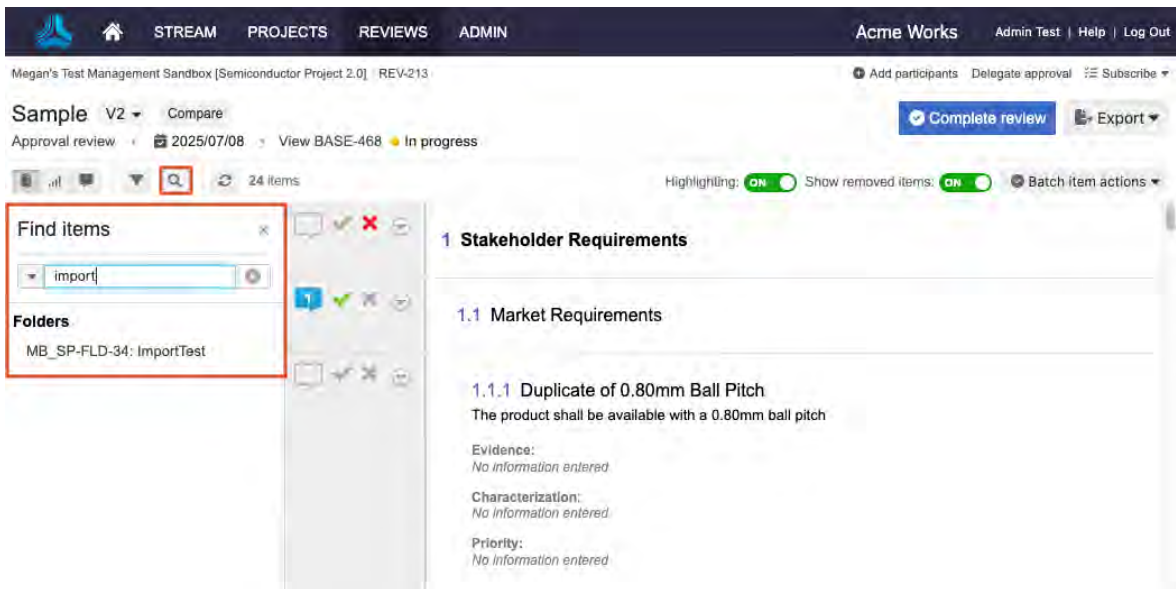 STREAM PROJECTS REVIEWS ADMIN Acme Works Admin Test | Help | Log Out
Megan's Test Management Sandbox [Semiconductor Project 2.0] REV-213 Add participants Delegate approval Subscribe
Sample V2 Compare Complete review Export
Approval review 2025/07/08 View BASE-468 In progress
24 items Highlighting: ON Show removed items: ON Batch item actions
Find items
import
Folders
MB_SP-FLD-34: ImportTest
1 Stakeholder Requirements
1
1.1 Market Requirements
1.1.1 Duplicate of 0.80mm Ball Pitch
The product shall be available with a 0.80mm ball pitch
Evidence:
No information entered
Characterization:
No information entered
Priority:
No information entered